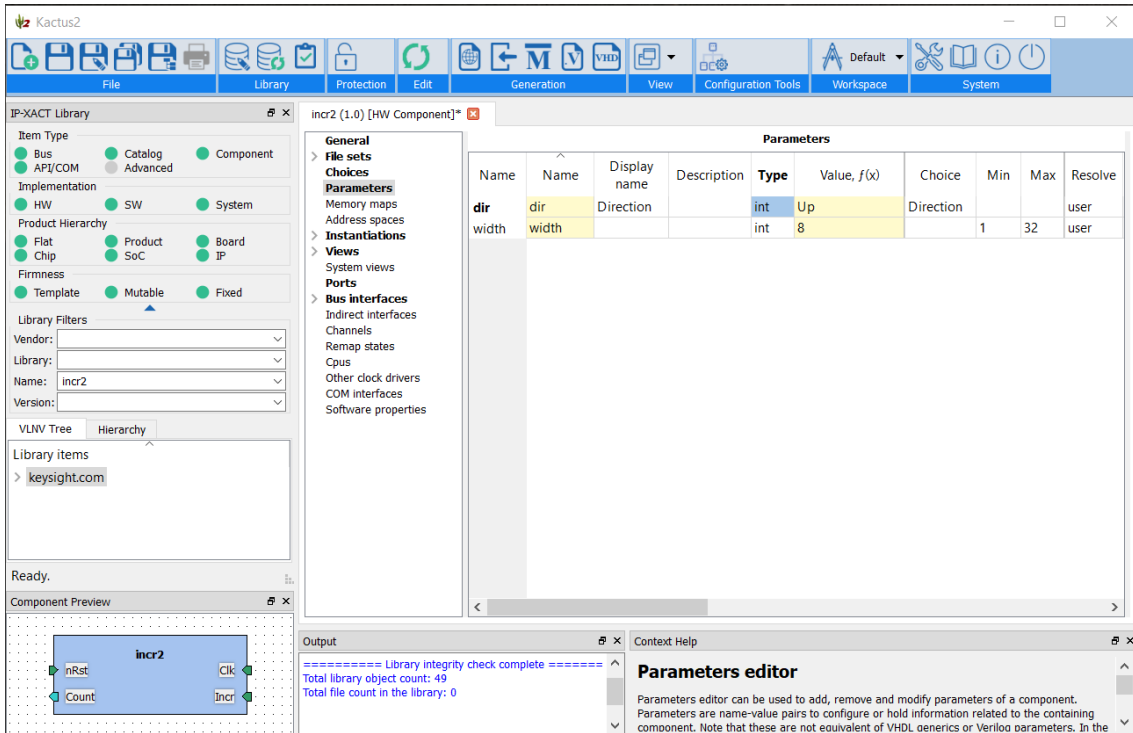 Kactus2
VHD
Default
File
Library
Protection
Edit
Generation
View
Configuration Tools
Workspace
System
IP-XACT Library
Item Type
Bus
Catalog
Component
API/COM
Advanced
Implementation
HW
SW
System
Product Hierarchy
Flat
Product
Board
Chip
SoC
IP
Firmness
Template
Mutable
Fixed
Library Filters
Vendor:
Library:
Name: incr2
Version:
VLNV Tree
Hierarchy
Library items
keysight.com
Ready.
Component Preview
incr2
nRst
Clk
Count
Incr
incr2 (1.0) [HW Component]*
General
File sets
Choices
Parameters
Memory maps
Address spaces
Instantiations
Views
System views
Ports
Bus interfaces
Indirect interfaces
Channels
Remap states
Cpus
Other clock drivers
COM interfaces
Software properties
Parameters
Name Name Display name Description Type Value, f(x) Choice Min Max Resolve
dir dir Direction int Up Direction user
width width int 8 1 32 user
Output
========== Library integrity check complete =======
Total library object count: 49
Total file count in the library: 0
Context Help
Parameters editor
Parameters editor can be used to add, remove and modify parameters of a component.
Parameters are name-value pairs to configure or hold information related to the containing
component. Note that these are not equivalent of VHDL generics or Verilog parameters. In the